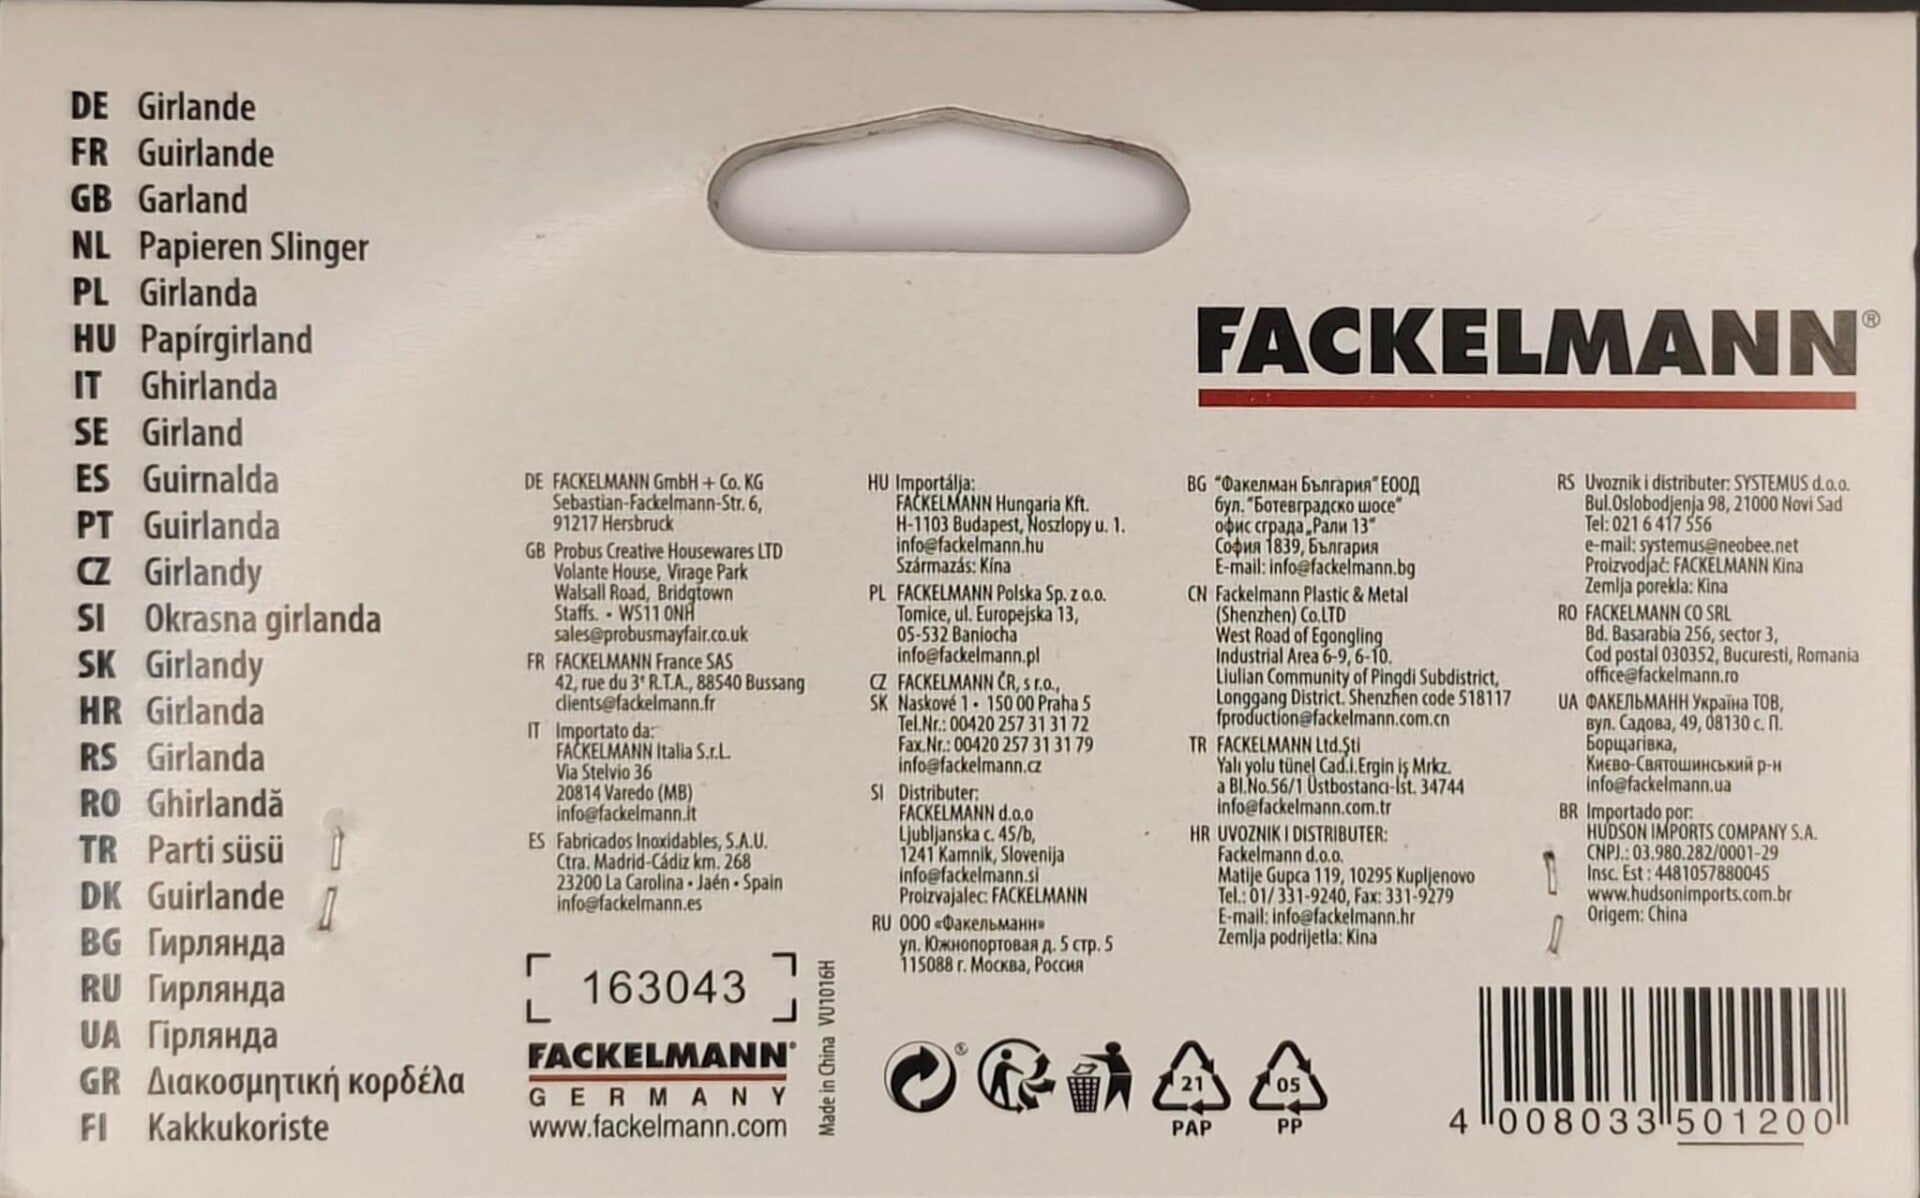 DE Girlande
FR Guirlande
GB Garland
NL Papieren Slinger
PL Girlanda
HU Papírgirland
IT Ghirlanda
SE Girland
ES Guirnalda
PT Guirlanda
CZ Girlandy
SI Okrasna girlanda
SK Girlandy
HR Girlanda
RS Girlanda
RO Ghirlandă
TR Parti süsü
DK Guirlande
BG Гирлянда
RU Гирлянда
UA Гірлянда
GR Διακοσμητική κορδέλα
FI Kakkukoriste
FACKELMANN®
DE FACKELMANN GmbH + Co. KG
Sebastian-Fackelmann-Str. 6,
91217 Hersbruck
GB Probus Creative Housewares LTD
Volante House, Virage Park
Walsall Road, Bridgtown
Staffs. • WS11 0NH
sales@probusmayfair.co.uk
FR FACKELMANN France SAS
42, rue du 3e R.T.A., 88540 Bussang
clients@fackelmann.fr
IT Importato da:
FACKELMANN Italia S.r.L.
Via Stelvio 36
20814 Varedo (MB)
info@fackelmann.it
ES Fabricados Inoxidables, S.A.U.
Ctra. Madrid-Cádiz km. 268
23200 La Carolina • Jaén • Spain
info@fackelmann.es
HU Importálja:
FACKELMANN Hungaria Kft.
H-1103 Budapest, Noszlopy u. 1.
info@fackelmann.hu
Származás: Kína
PL FACKELMANN Polska Sp. z o.o.
Tomice, ul. Europejska 13,
05-532 Baniocha
info@fackelmann.pl
CZ FACKELMANN ČR, s r.o.,
SK Naskové 1 • 150 00 Praha 5
Tel.Nr.: 00420 257 31 31 72
Fax.Nr.: 00420 257 31 31 79
info@fackelmann.cz
SI Distributer:
FACKELMANN d.o.o
Ljubljanska c. 45/b,
1241 Kamnik, Slovenija
info@fackelmann.si
Proizvajalec: FACKELMANN
RU ООО «Факельманн»
ул. Южнопортовая д. 5 стр. 5
115088 г. Москва, Россия
BG "Факелман България" ЕООД
бул. "Ботевградско шосе"
офис сграда „Рали 13"
София 1839, България
E-mail: info@fackelmann.bg
CN Fackelmann Plastic & Metal
(Shenzhen) Co.LTD
West Road of Egongling
Industrial Area 6-9, 6-10.
Liulian Community of Pingdi Subdistrict,
Longgang District. Shenzhen code 518117
fproduction@fackelmann.com.cn
TR FACKELMANN Ltd.Şti
Yalı yolu tünel Cad.i.Ergin iş Mrkz.
a Bl.No.56/1 Üstbostancı-İst. 34744
info@fackelmann.com.tr
HR UVOZNIK I DISTRIBUTER:
Fackelmann d.o.o.
Matije Gupca 119, 10295 Kupljenovo
Tel.: 01/ 331-9240, Fax: 331-9279
E-mail: info@fackelmann.hr
Zemlja podrijetla: Kina
RS Uvoznik i distributer: SYSTEMUS d.o.o.
Bul.Oslobodjenja 98, 21000 Novi Sad
Tel: 021 6 417 556
e-mail: systemus@neobee.net
Proizvodjač: FACKELMANN Kina
Zemlja porekla: Kina
RO FACKELMANN CO SRL
Bd. Basarabia 256, sector 3,
Cod postal 030352, Bucuresti, Romania
office@fackelmann.ro
UA ФАКЕЛЬМАНН Україна ТОВ,
вул. Садова, 49, 08130 с. П.
Борщагівка,
Києво-Святошинський р-н
info@fackelmann.ua
BR Importado por:
HUDSON IMPORTS COMPANY S.A.
CNPJ.: 03.980.282/0001-29
Insc. Est : 4481057880045
www.hudsonimports.com.br
Origem: China
163043
FACKELMANN®
GERMANY
www.fackelmann.com
Made in China VU1016H
®
21
PAP
05
PP
4 008033 501200